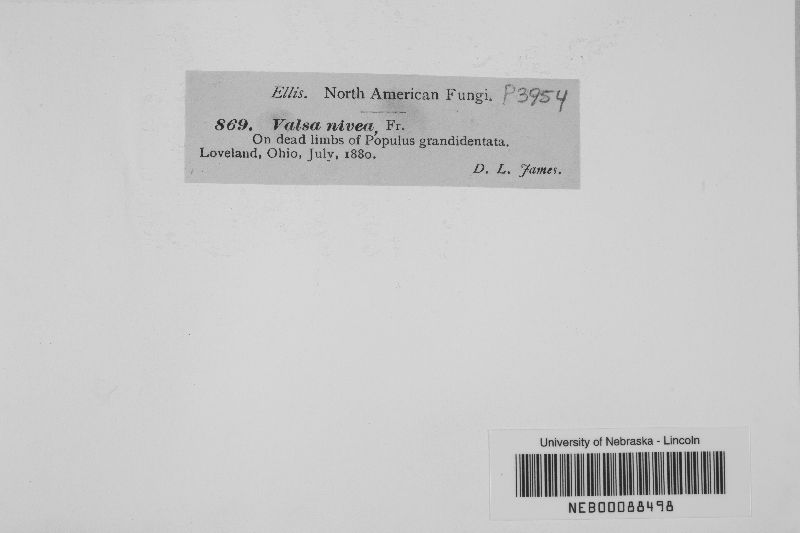 Ellis. North American Fungi. P3954
869. Valsa nivea, Fr.
On dead limbs of Populus grandidentata.
Loveland, Ohio, July, 1880.
D. L. James.
University of Nebraska - Lincoln
NEB00088498